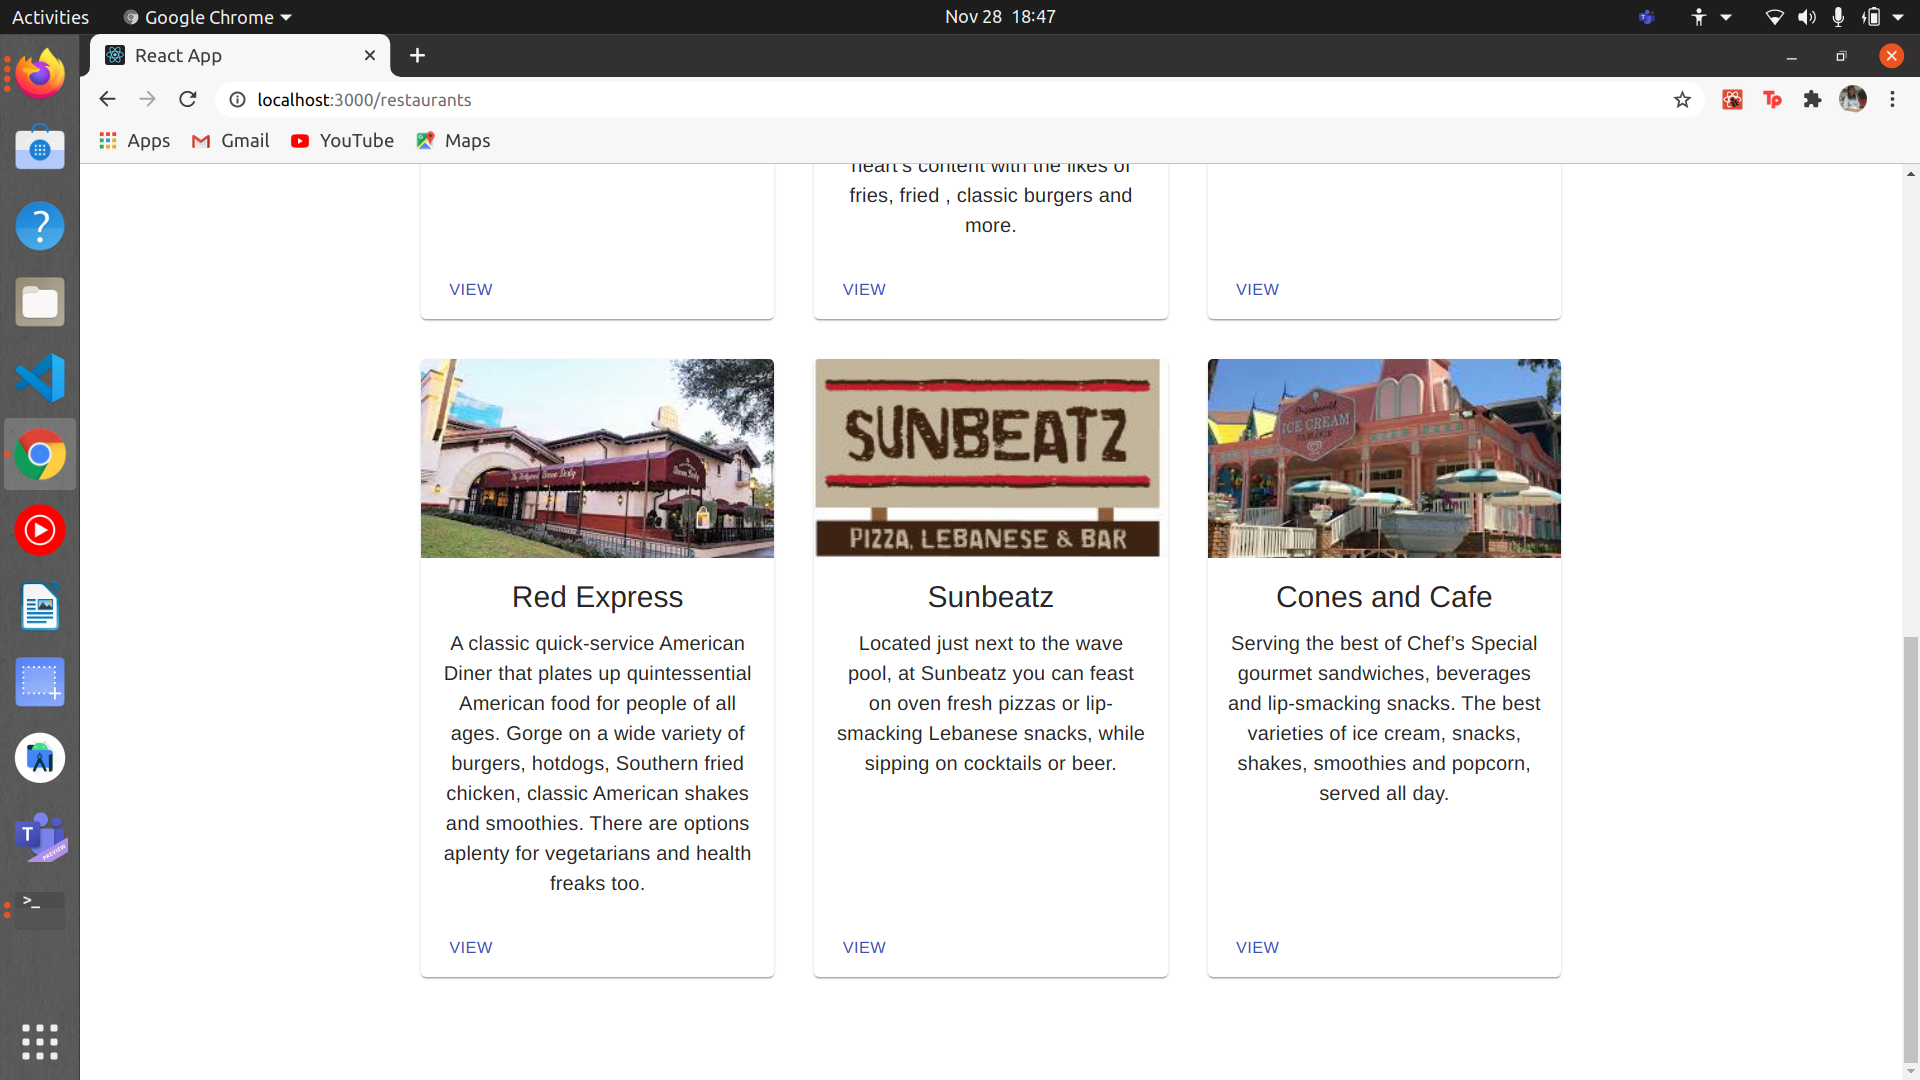 Activities
Google Chrome
Nov 28 18:47
React App
localhost:3000/restaurants
Apps
Gmail
YouTube
Maps
heart's content with the likes of
fries, fried , classic burgers and
more.
VIEW
VIEW
VIEW
The Hollywood Brown Derby
SUNBEATZ
PIZZA, LEBANESE & BAR
Dreamworld
ICE CREAM
PARLOUR
Red Express
A classic quick-service American
Diner that plates up quintessential
American food for people of all
ages. Gorge on a wide variety of
burgers, hotdogs, Southern fried
chicken, classic American shakes
and smoothies. There are options
aplenty for vegetarians and health
freaks too.
VIEW
Sunbeatz
Located just next to the wave
pool, at Sunbeatz you can feast
on oven fresh pizzas or lip-
smacking Lebanese snacks, while
sipping on cocktails or beer.
VIEW
Cones and Cafe
Serving the best of Chef’s Special
gourmet sandwiches, beverages
and lip-smacking snacks. The best
varieties of ice cream, snacks,
shakes, smoothies and popcorn,
served all day.
VIEW